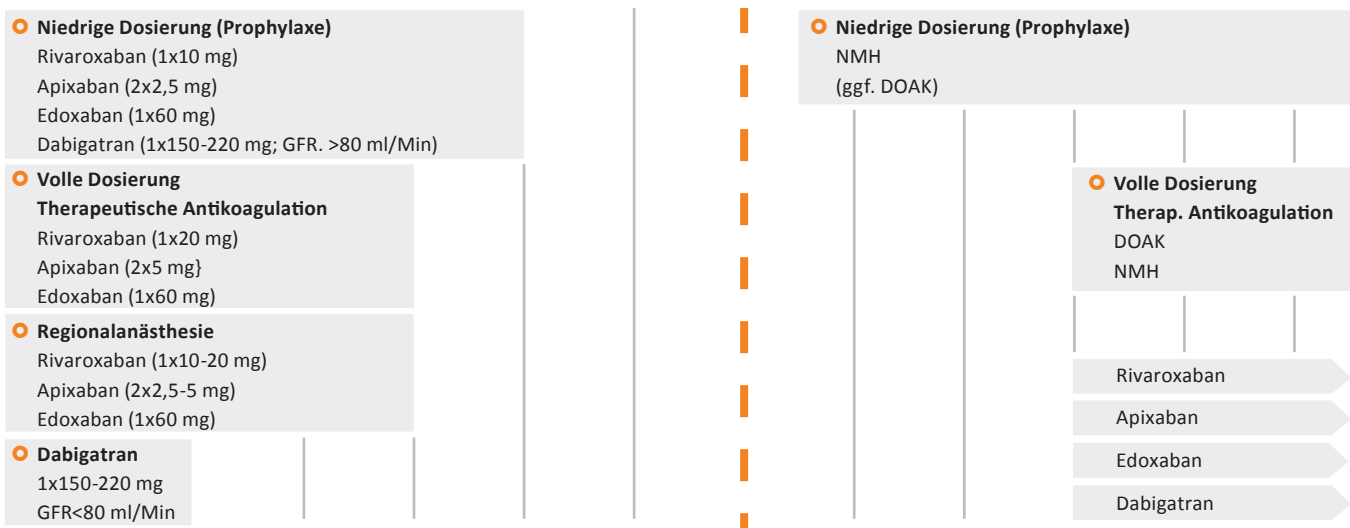 Niedrige Dosierung (Prophylaxe)
Rivaroxaban (1x10 mg)
Apixaban (2x2,5 mg)
Edoxaban (1x60 mg)
Dabigatran (1x150-220 mg; GFR. >80 ml/Min)
Volle Dosierung
Therapeutische Antikoagulation
Rivaroxaban (1x20 mg)
Apixaban (2x5 mg}
Edoxaban (1x60 mg)
Regionalanästhesie
Rivaroxaban (1x10-20 mg)
Apixaban (2x2,5-5 mg)
Edoxaban (1x60 mg)
Dabigatran
1x150-220 mg
GFR<80 ml/Min
Niedrige Dosierung (Prophylaxe)
NMH
(ggf. DOAK)
Volle Dosierung
Therap. Antikoagulation
DOAK
NMH
Rivaroxaban
Apixaban
Edoxaban
Dabigatran